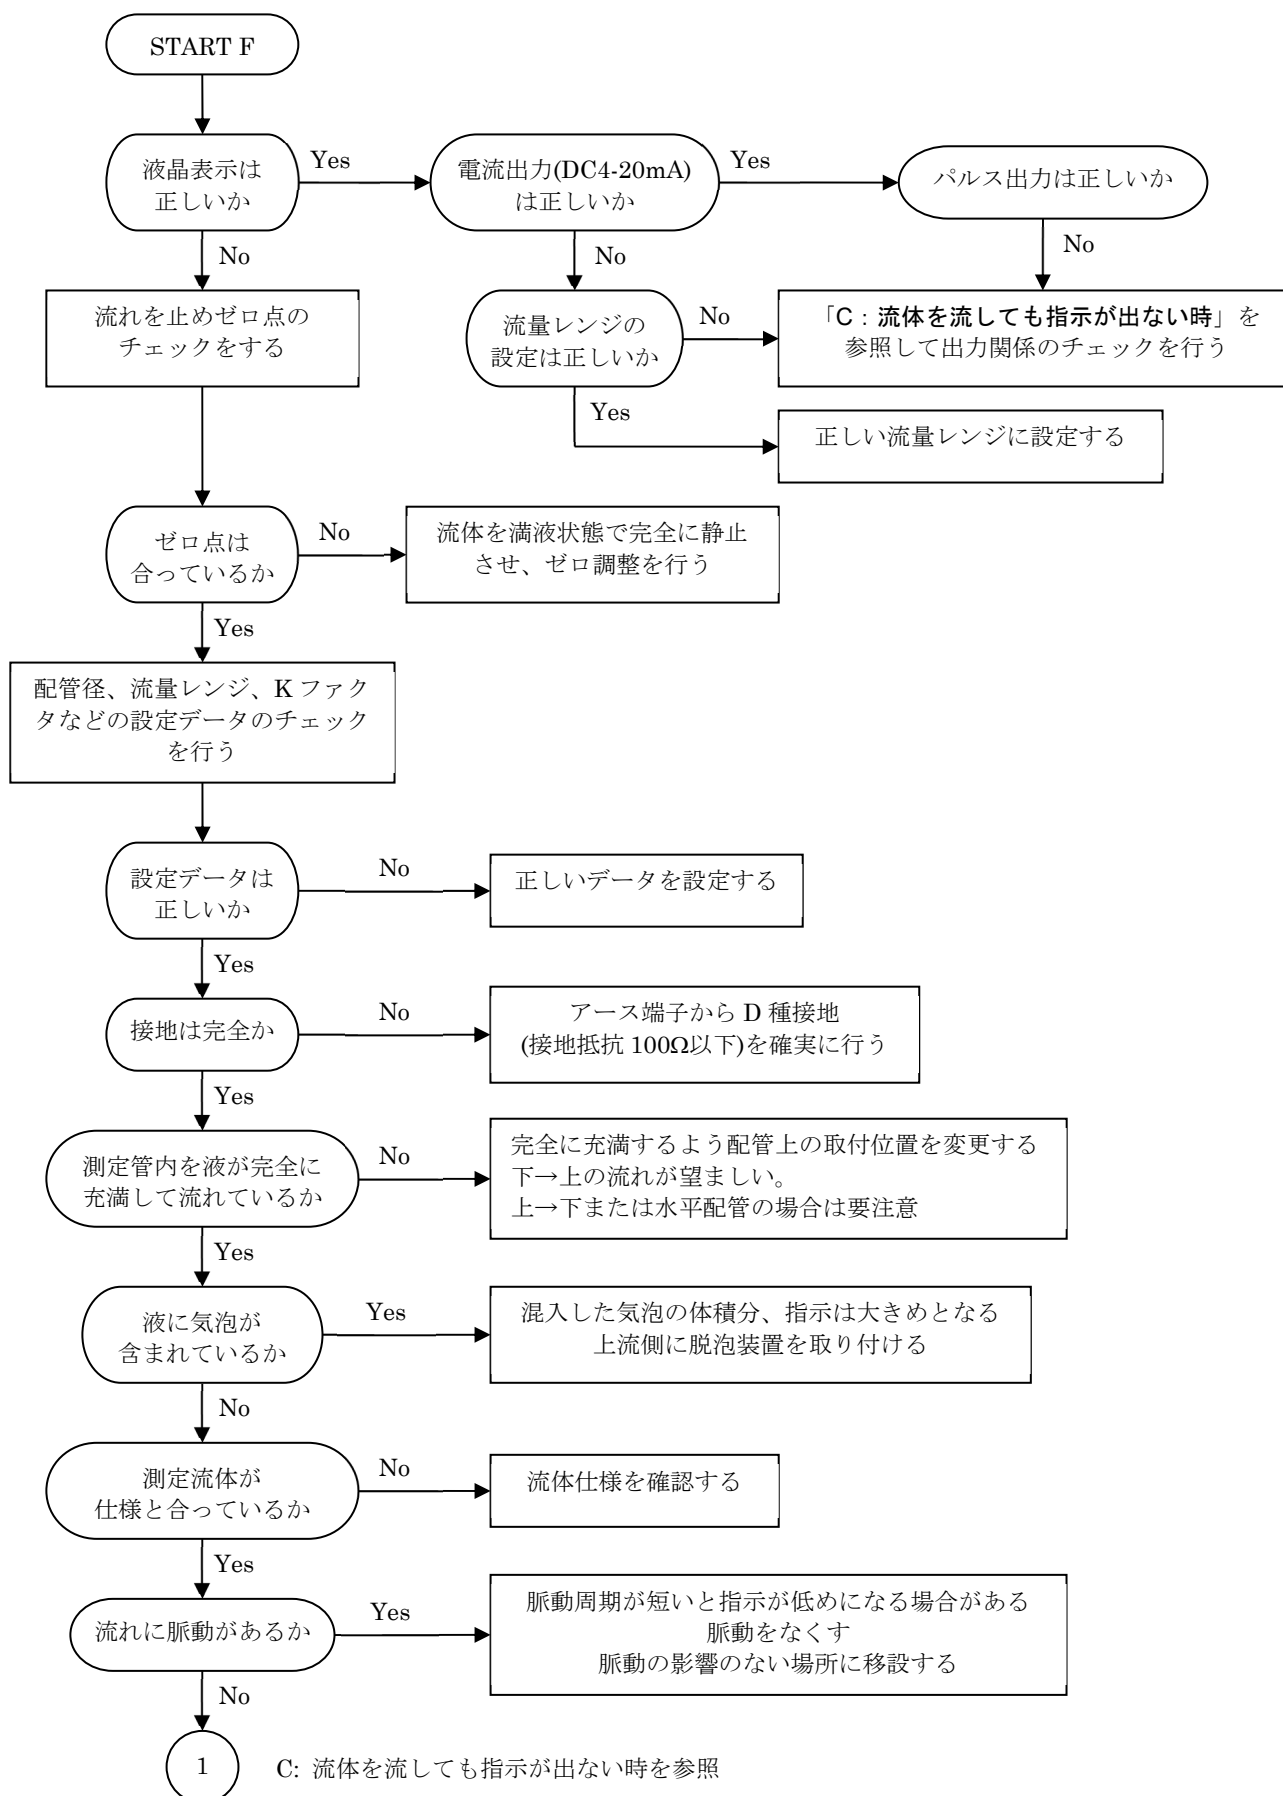 START F
液晶表示は
正しいか
Yes
電流出力(DC4-20mA)
は正しいか
Yes
パルス出力は正しいか
No
No
No
流れを止めゼロ点の
チェックをする
流量レンジの
設定は正しいか
No
「C：流体を流しても指示が出ない時」を
参照して出力関係のチェックを行う
Yes
正しい流量レンジに設定する
ゼロ点は
合っているか
No
流体を満液状態で完全に静止
させ、ゼロ調整を行う
Yes
配管径、流量レンジ、K ファク
タなどの設定データのチェック
を行う
設定データは
正しいか
No
正しいデータを設定する
Yes
接地は完全か
No
アース端子から D 種接地
(接地抵抗 100Ω以下)を確実に行う
Yes
測定管内を液が完全に
充満して流れているか
No
完全に充満するよう配管上の取付位置を変更する
下→上の流れが望ましい。
上→下または水平配管の場合は要注意
Yes
液に気泡が
含まれているか
Yes
混入した気泡の体積分、指示は大きめとなる
上流側に脱泡装置を取り付ける
No
測定流体が
仕様と合っているか
No
流体仕様を確認する
Yes
流れに脈動があるか
Yes
脈動周期が短いと指示が低めになる場合がある
脈動をなくす
脈動の影響のない場所に移設する
No
1
C: 流体を流しても指示が出ない時を参照